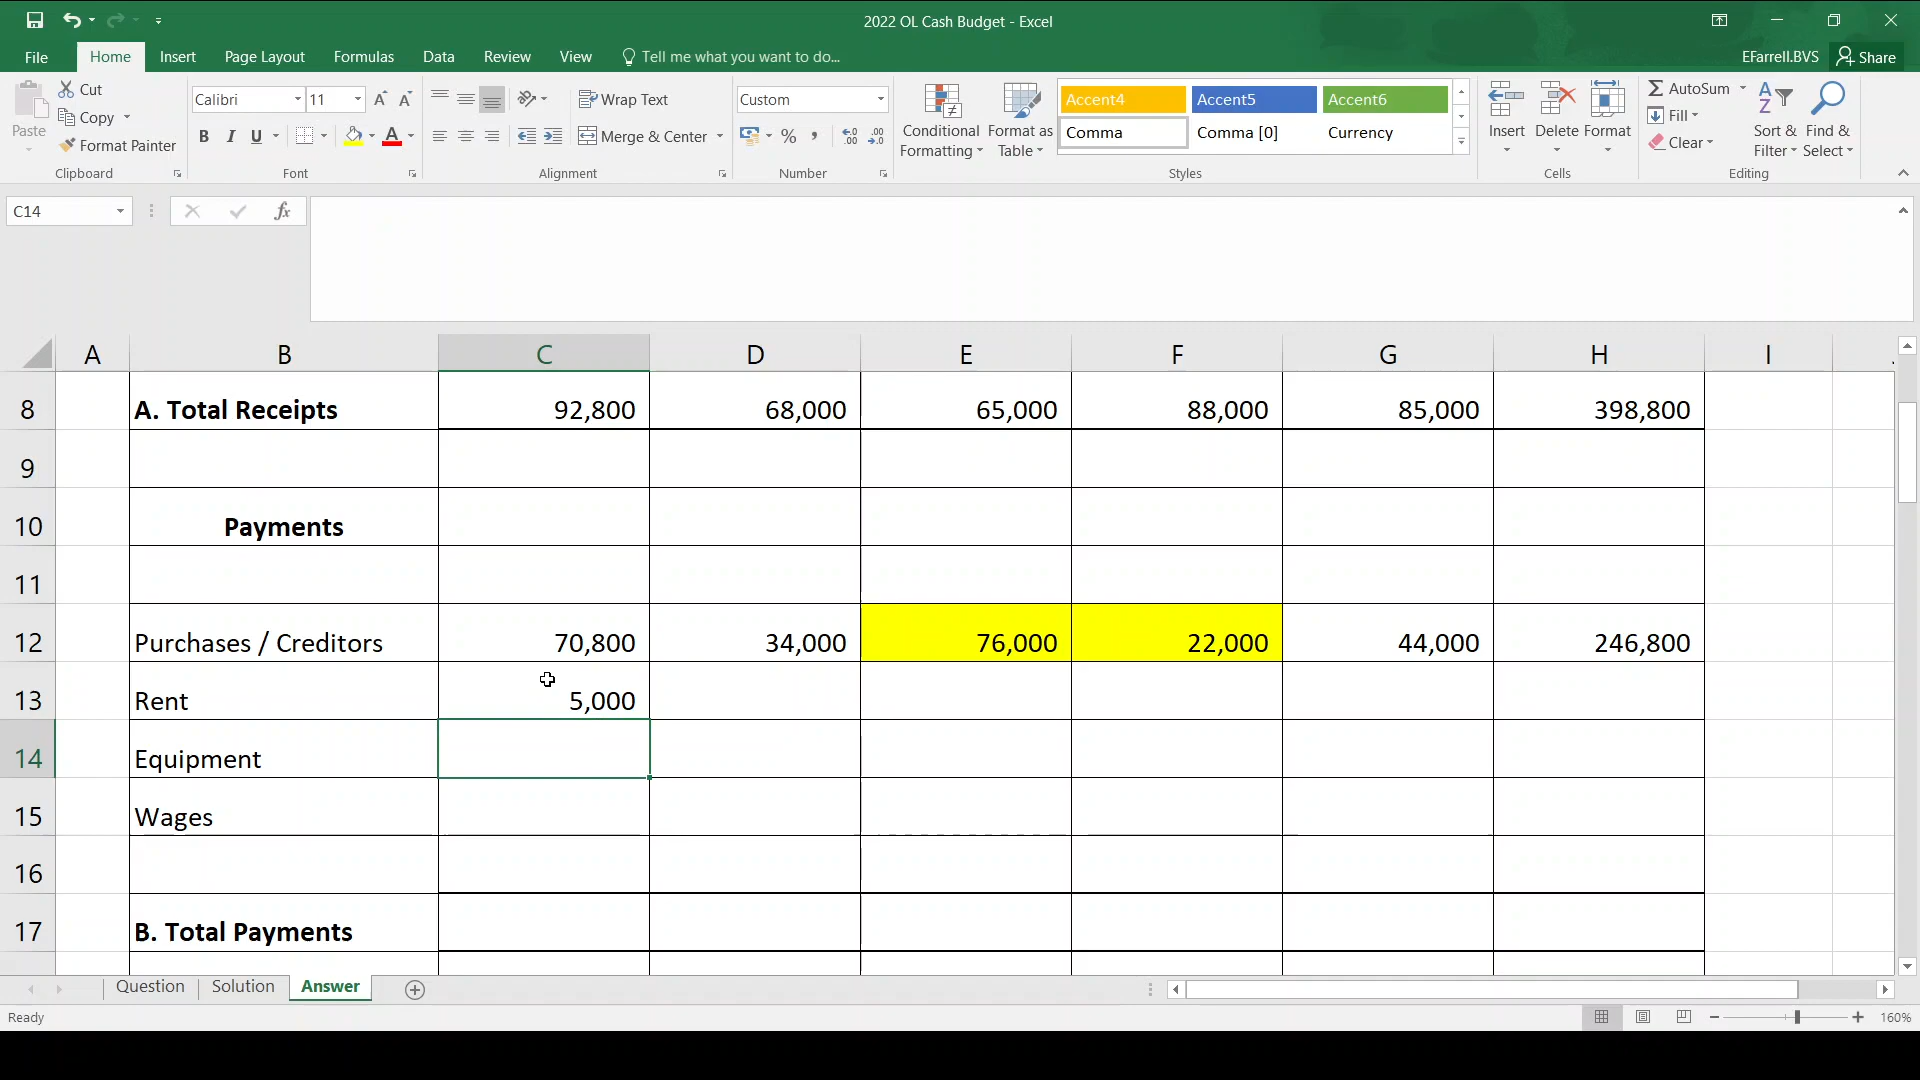 2022 OL Cash Budget - Excel
File Home Insert Page Layout Formulas Data Review View Tell me what you want to do... EFarrell.BVS Share
Paste Cut Copy Format Painter Clipboard
Calibri 11 B I U A Font
Wrap Text Merge & Center Alignment
Custom % , .0 .00 Number
Conditional Formatting Format as Table Accent4 Accent5 Accent6 Comma Comma [0] Currency Styles
Insert Delete Format Cells
AutoSum Fill Clear Sort & Filter Find & Select Editing
C14 fx
A B C D E F G H I
8 A. Total Receipts 92,800 68,000 65,000 88,000 85,000 398,800
9
10 Payments
11
12 Purchases / Creditors 70,800 34,000 76,000 22,000 44,000 246,800
13 Rent 5,000
14 Equipment
15 Wages
16
17 B. Total Payments
Question Solution Answer
Ready 160%